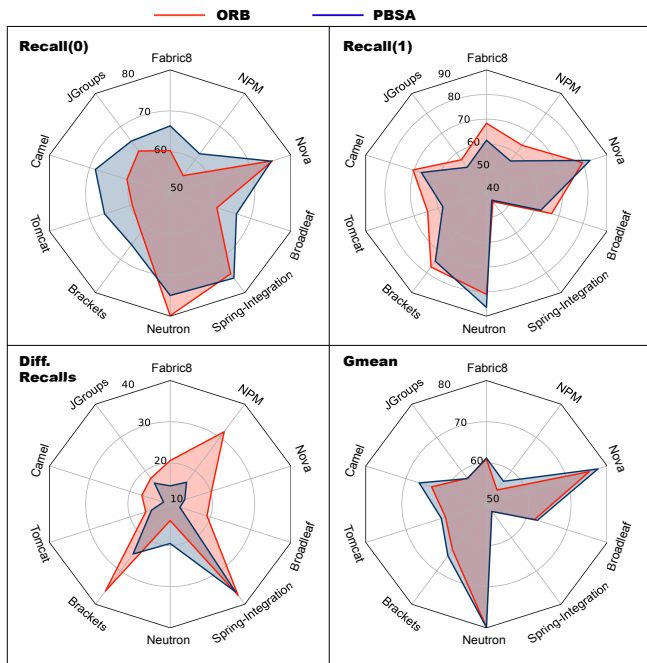 ORB PBSA
Recall(0)
Fabric8
80
70
60
50
JGroups
NPM
Camel
Nova
Tomcat
Broadleaf
Brackets
Spring-Integration
Neutron
Recall(1)
Fabric8
90
80
70
60
50
40
JGroups
NPM
Camel
Nova
Tomcat
Broadleaf
Brackets
Spring-Integration
Neutron
Diff.
Recalls
Fabric8
40
30
20
10
JGroups
NPM
Camel
Nova
Tomcat
Broadleaf
Brackets
Spring-Integration
Neutron
Gmean
Fabric8
80
70
60
50
JGroups
NPM
Camel
Nova
Tomcat
Broadleaf
Brackets
Spring-Integration
Neutron